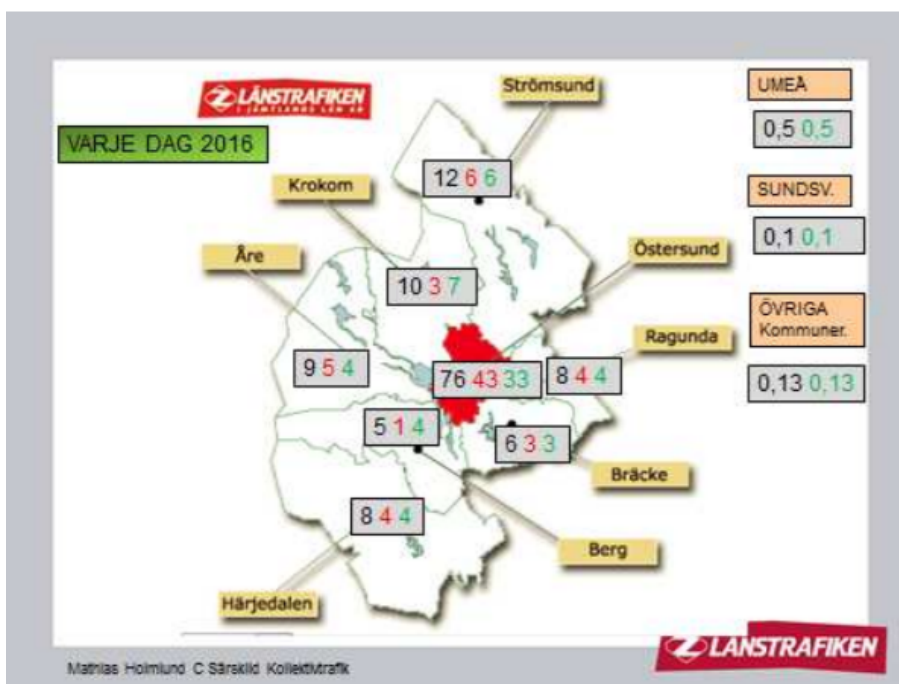 LÄNSTRAFIKEN
I JÄMTLANDS LÄN AB
VARJE DAG 2016
Strömsund
12 6 6
Krokom
10 3 7
Åre
9 5 4
Östersund
76 43 33
Ragunda
8 4 4
5 1 4
6 3 3
Bräcke
Berg
8 4 4
Härjedalen
UMEÅ
0,5 0,5
SUNDSV.
0,1 0,1
ÖVRIGA
Kommuner.
0,13 0,13
Mathias Holmlund C Särskild Kollektivtrafik
LÄNSTRAFIKEN